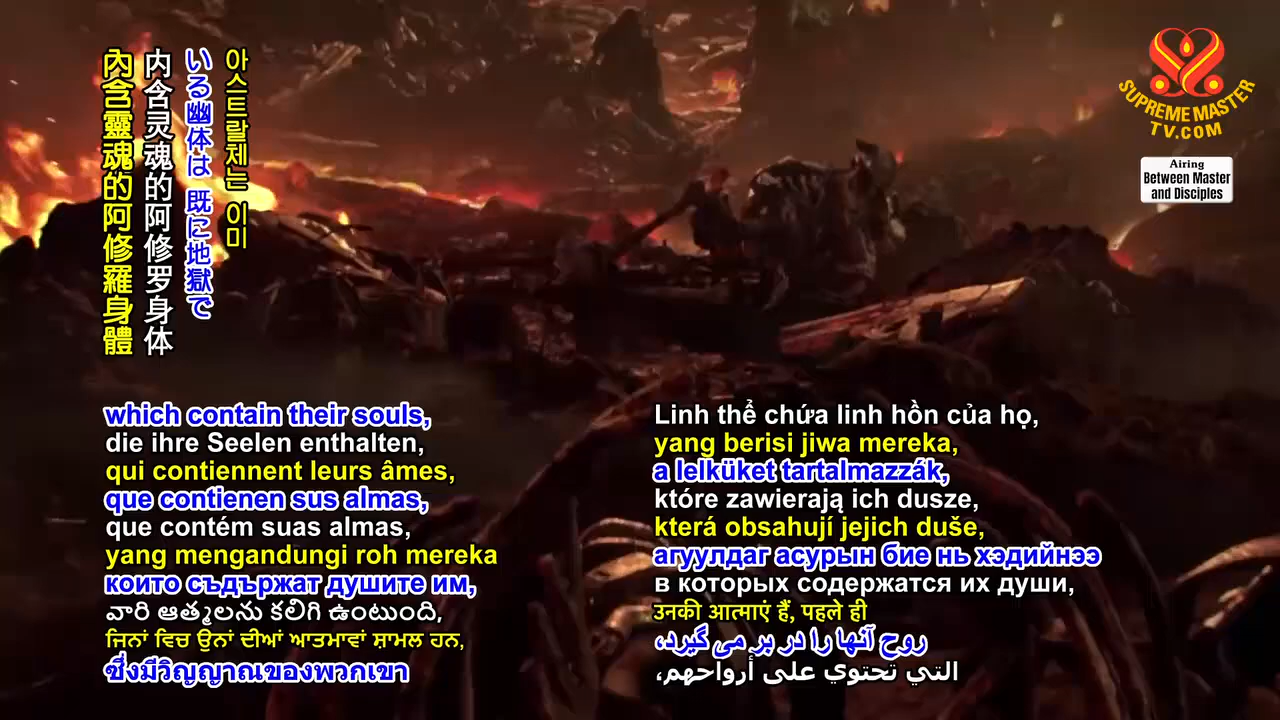 아스트랄체는 이미
いる幽体は 既に地獄で
内含灵魂的阿修罗身体
內含靈魂的阿修羅身體
SUPREME MASTER
TV.COM
Airing
Between Master
and Disciples
which contain their souls,
die ihre Seelen enthalten,
qui contiennent leurs âmes,
que contienen sus almas,
que contém suas almas,
yang mengandungi roh mereka
които съдържат душите им,
వారి ఆత్మలను కలిగి ఉంటుంది,
ਜਿਨਾਂ ਵਿਚ ਉਨਾਂ ਦੀਆਂ ਆਤਮਾਵਾਂ ਸ਼ਾਮਲ ਹਨ,
ซึ่งมีวิญญาณของพวกเขา
Linh thể chứa linh hồn của họ,
yang berisi jiwa mereka,
a lelküket tartalmazzák,
które zawierają ich dusze,
která obsahují jejich duše,
агуулдаг асурын бие нь хэдийнээ
в которых содержатся их души,
उनकी आत्माएं हैं, पहले ही
روح آنها را در بر می گیرد،
التي تحتوي على أرواحهم،